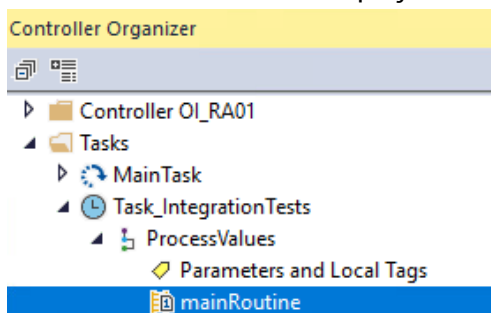 Controller Organizer
Controller OI_RA01
Tasks
MainTask
Task_IntegrationTests
ProcessValues
Parameters and Local Tags
mainRoutine